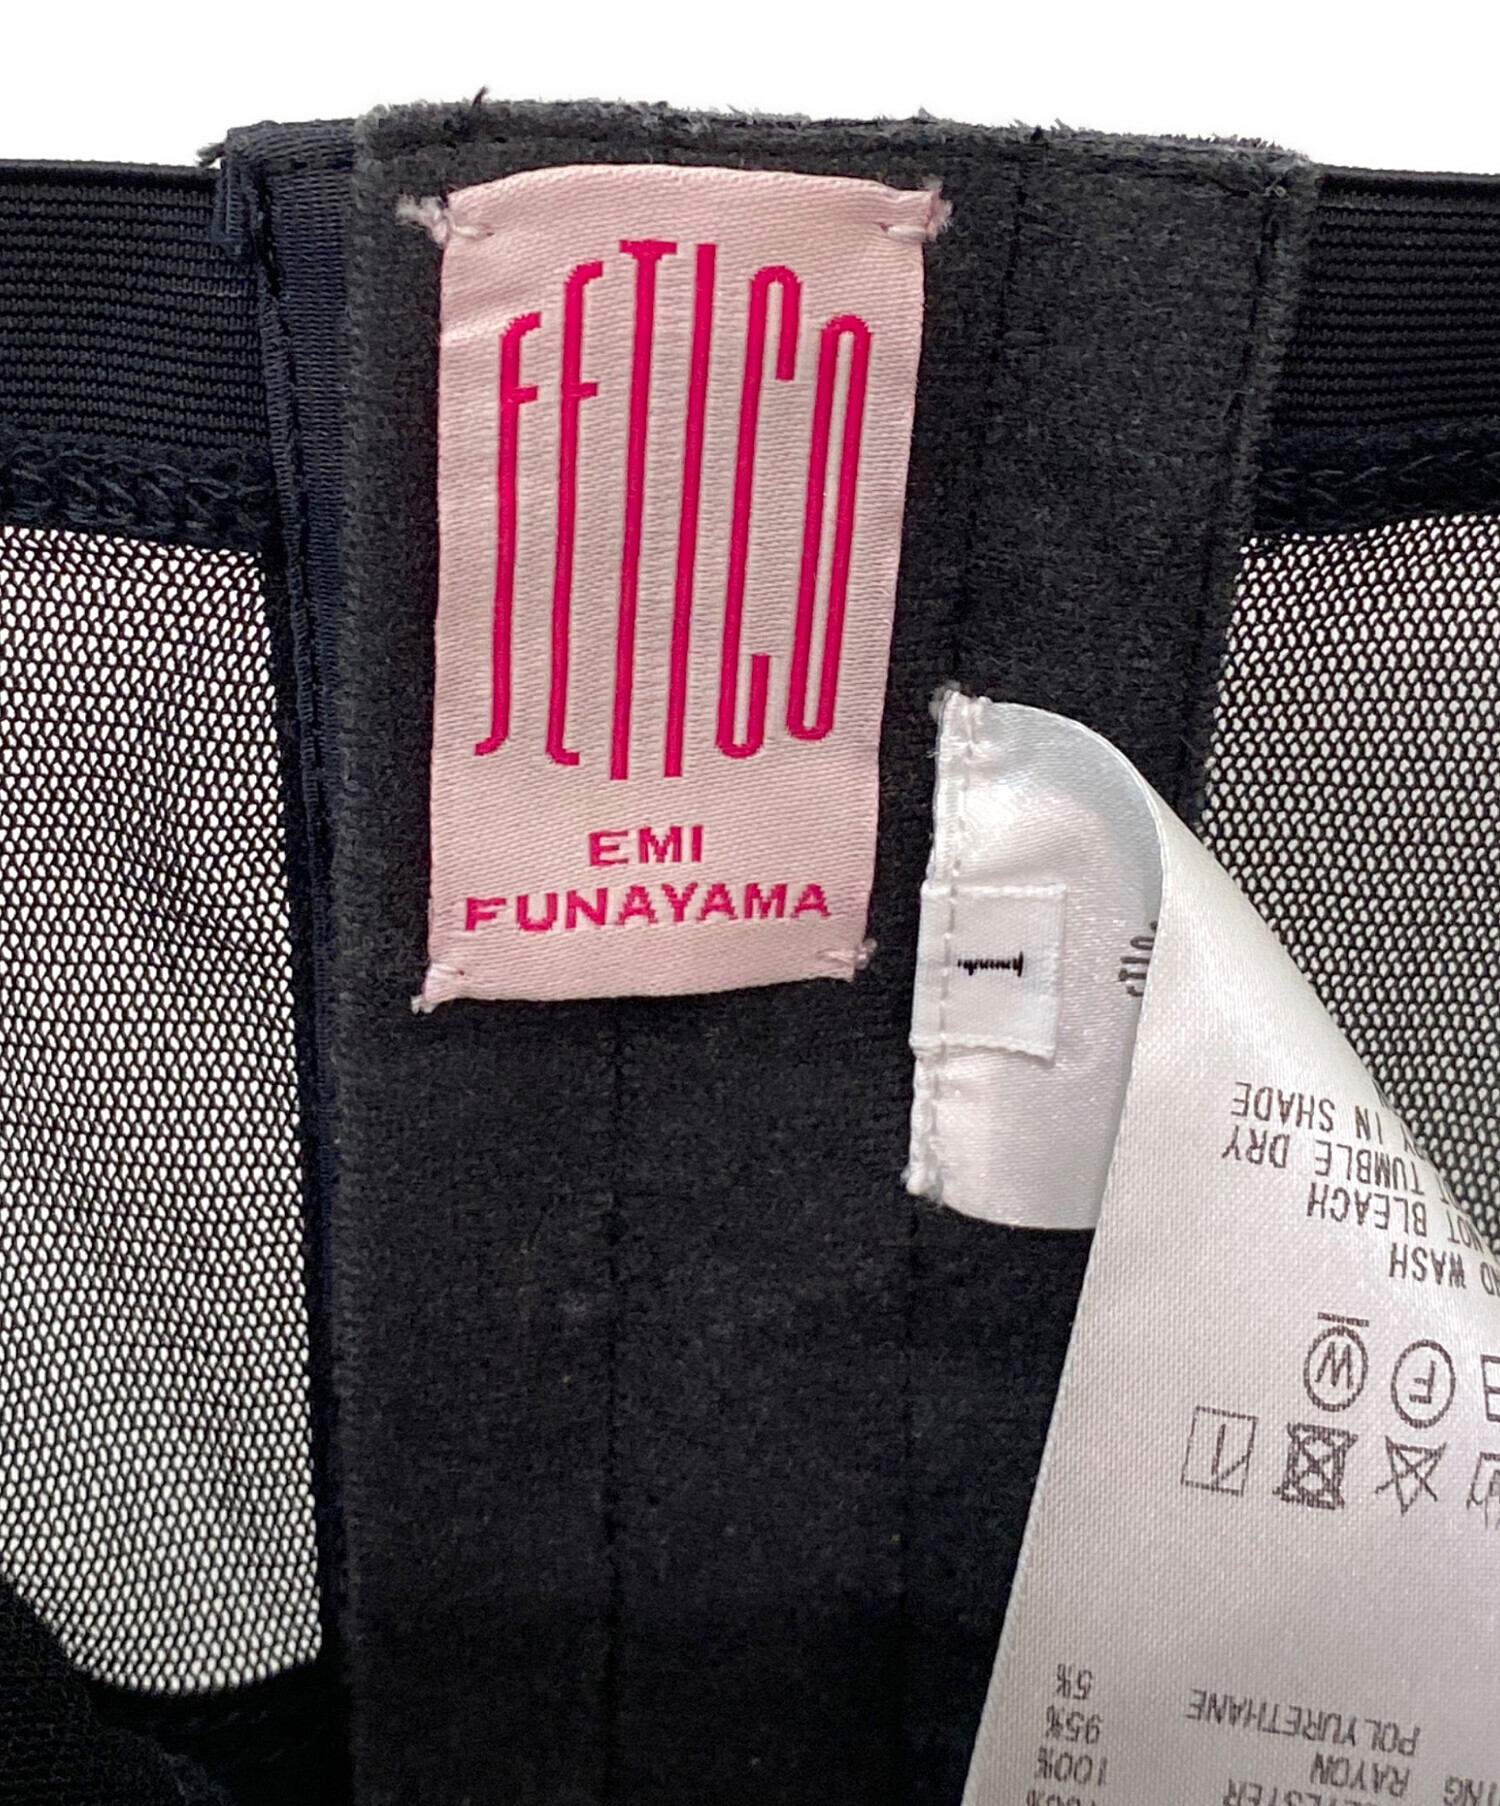 FETICO
EMI
FUNAYAMA
1
WASH
NOT BLEACH
TUMBLE DRY
IN SHADE
W
F
POLYURETHANE 5%
RAYON 95%
100%